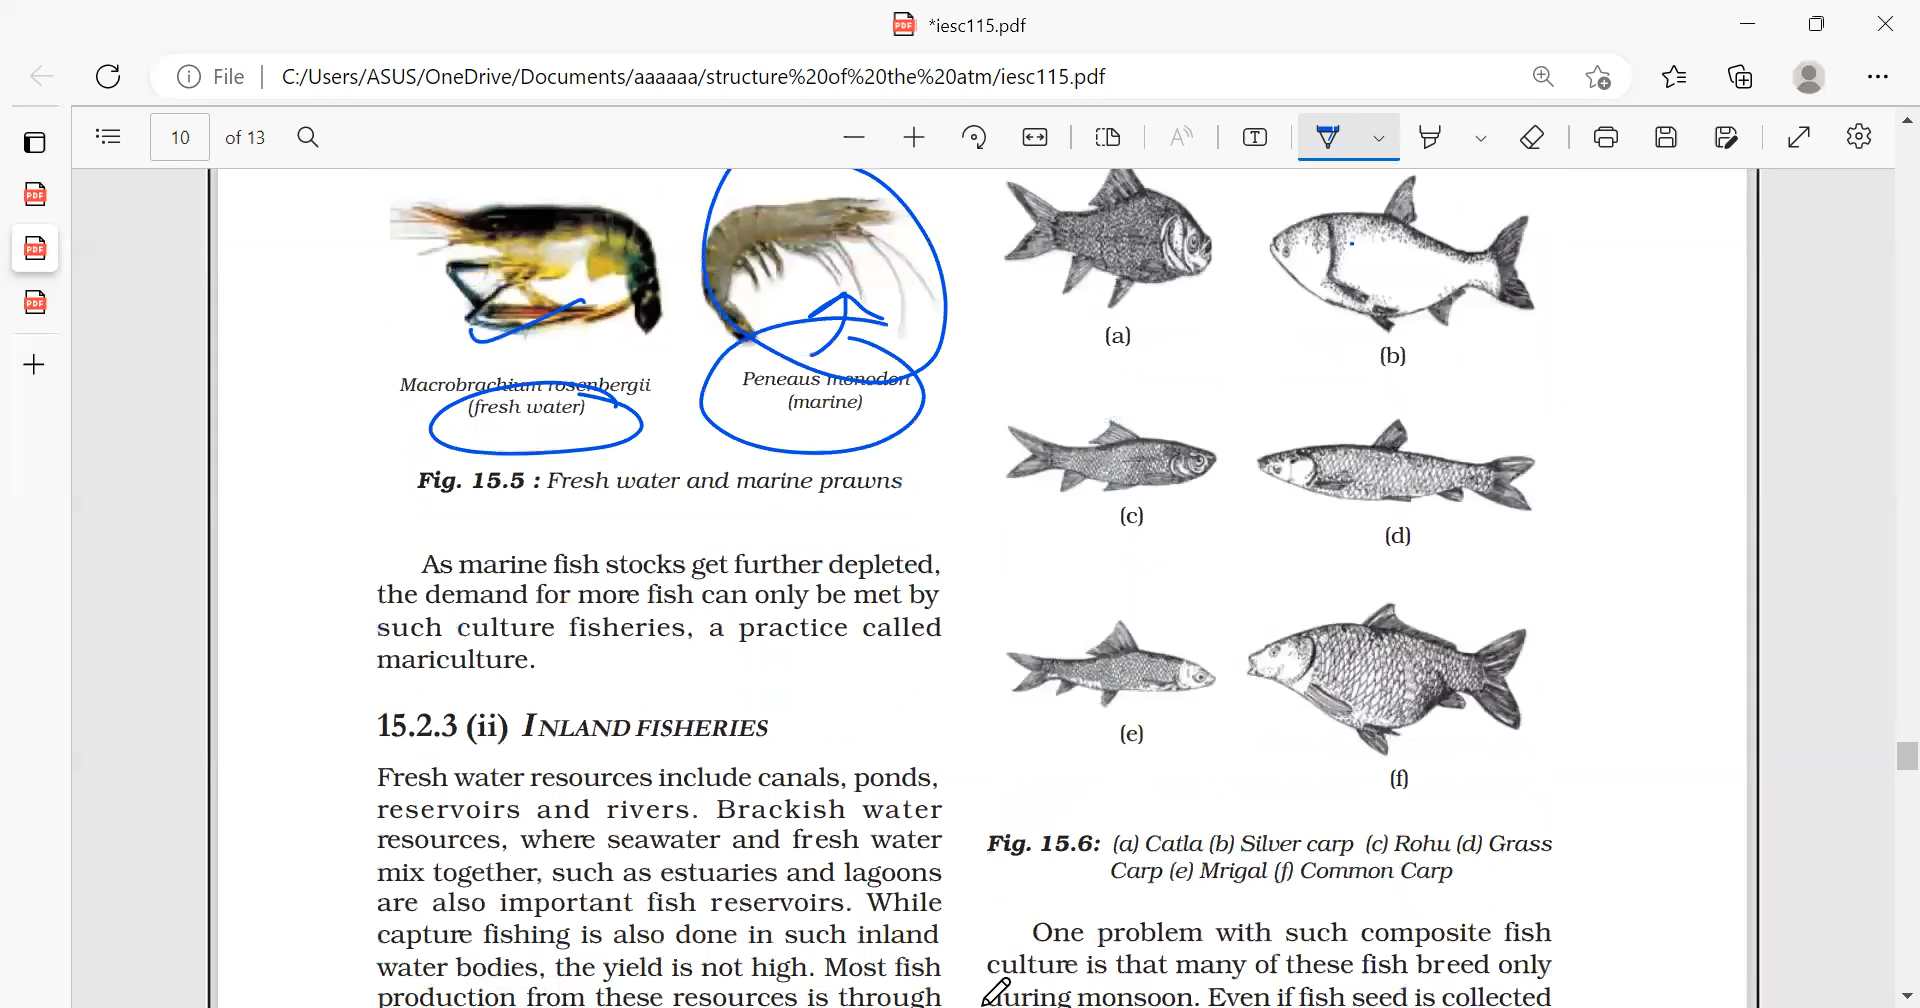 *iesc115.pdf
File
C:/Users/ASUS/OneDrive/Documents/aaaaaa/structure%20of%20the%20atm/iesc115.pdf
10 of 13
Macrobrachium rosenbergii
(fresh water)
Peneaus monodon
(marine)
Fig. 15.5 : Fresh water and marine prawns
As marine fish stocks get further depleted,
the demand for more fish can only be met by
such culture fisheries, a practice called
mariculture.
15.2.3 (ii) INLAND FISHERIES
Fresh water resources include canals, ponds,
reservoirs and rivers. Brackish water
resources, where seawater and fresh water
mix together, such as estuaries and lagoons
are also important fish reservoirs. While
capture fishing is also done in such inland
water bodies, the yield is not high. Most fish
production from these resources is through
(a)
(b)
(c)
(d)
(e)
(f)
Fig. 15.6: (a) Catla (b) Silver carp (c) Rohu (d) Grass
Carp (e) Mrigal (f) Common Carp
One problem with such composite fish
culture is that many of these fish breed only
during monsoon. Even if fish seed is collected